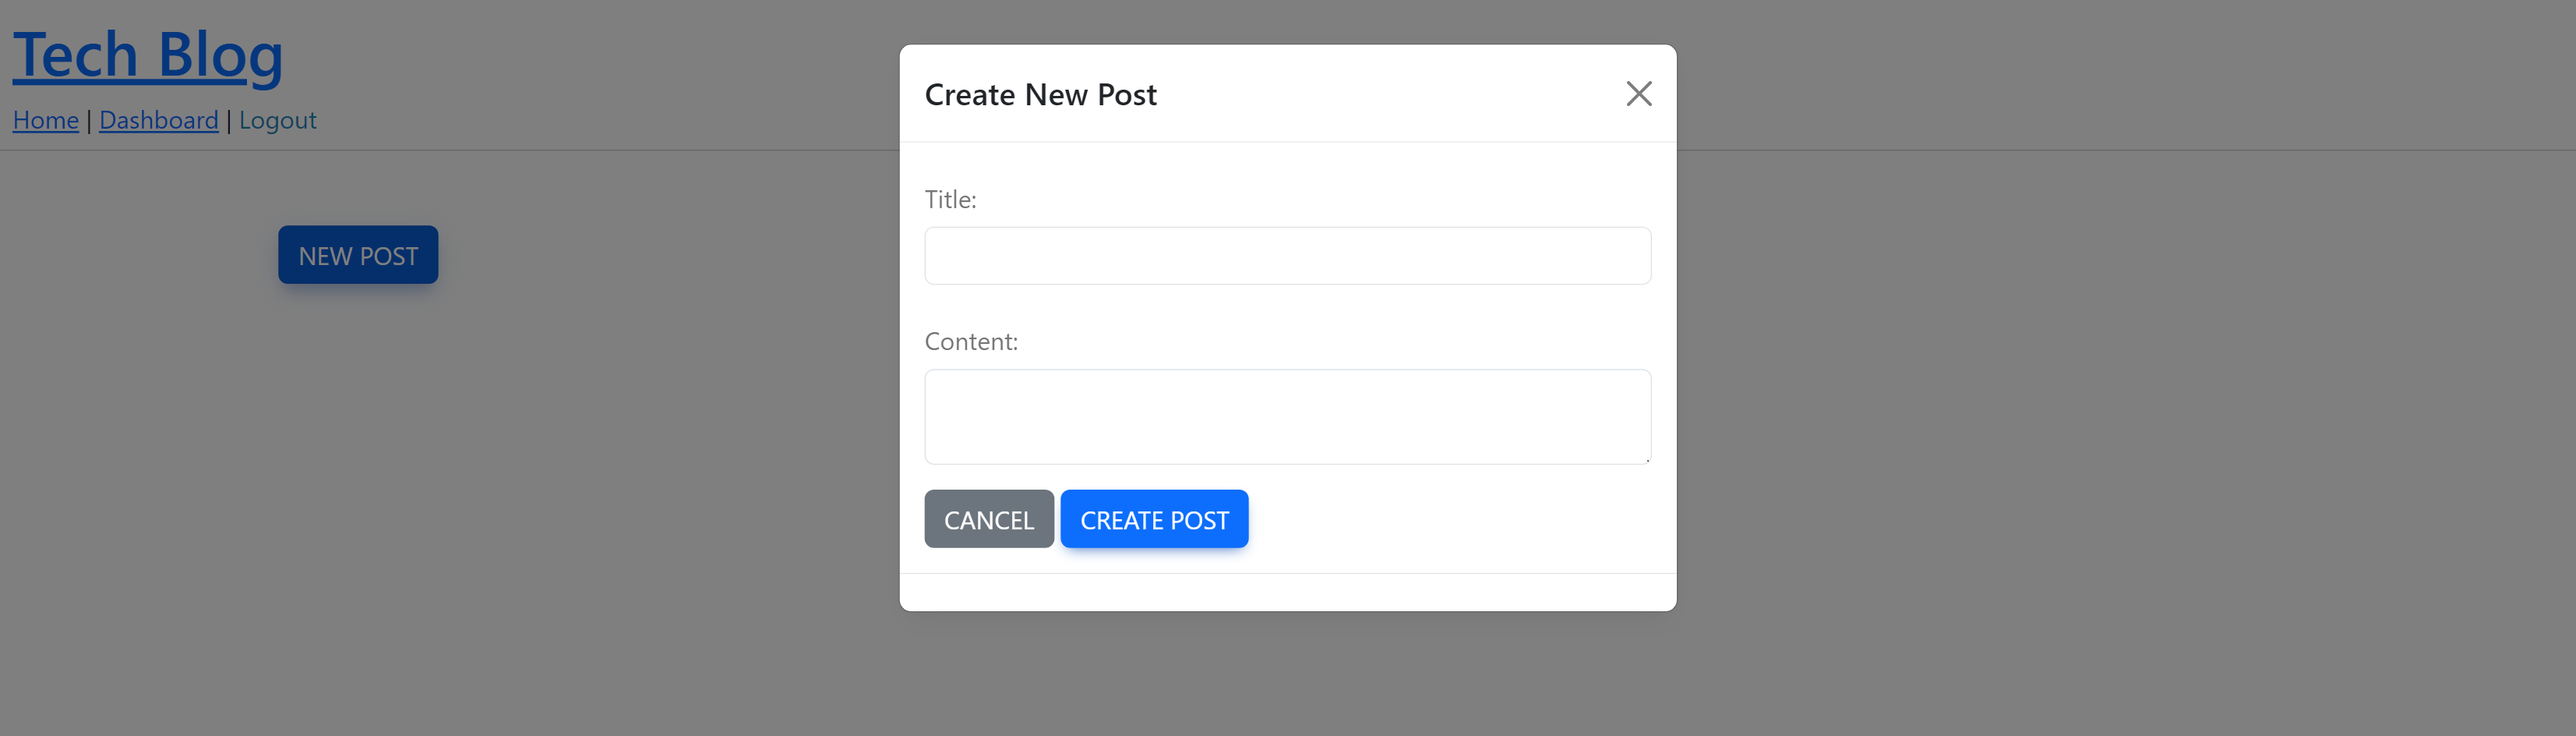 Tech Blog
Home | Dashboard | Logout
NEW POST
Create New Post
Title:
Content:
CANCEL CREATE POST